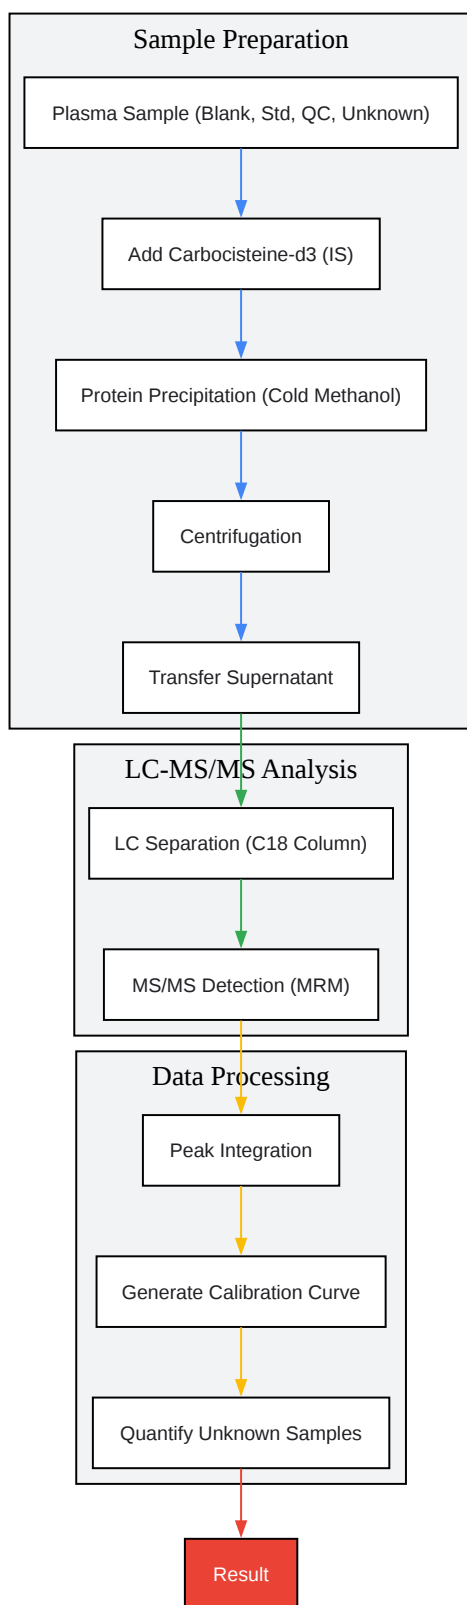 Sample Preparation
Plasma Sample (Blank, Std, QC, Unknown)
Add Carbocisteine-d3 (IS)
Protein Precipitation (Cold Methanol)
Centrifugation
Transfer Supernatant
LC-MS/MS Analysis
LC Separation (C18 Column)
MS/MS Detection (MRM)
Data Processing
Peak Integration
Generate Calibration Curve
Quantify Unknown Samples
Result